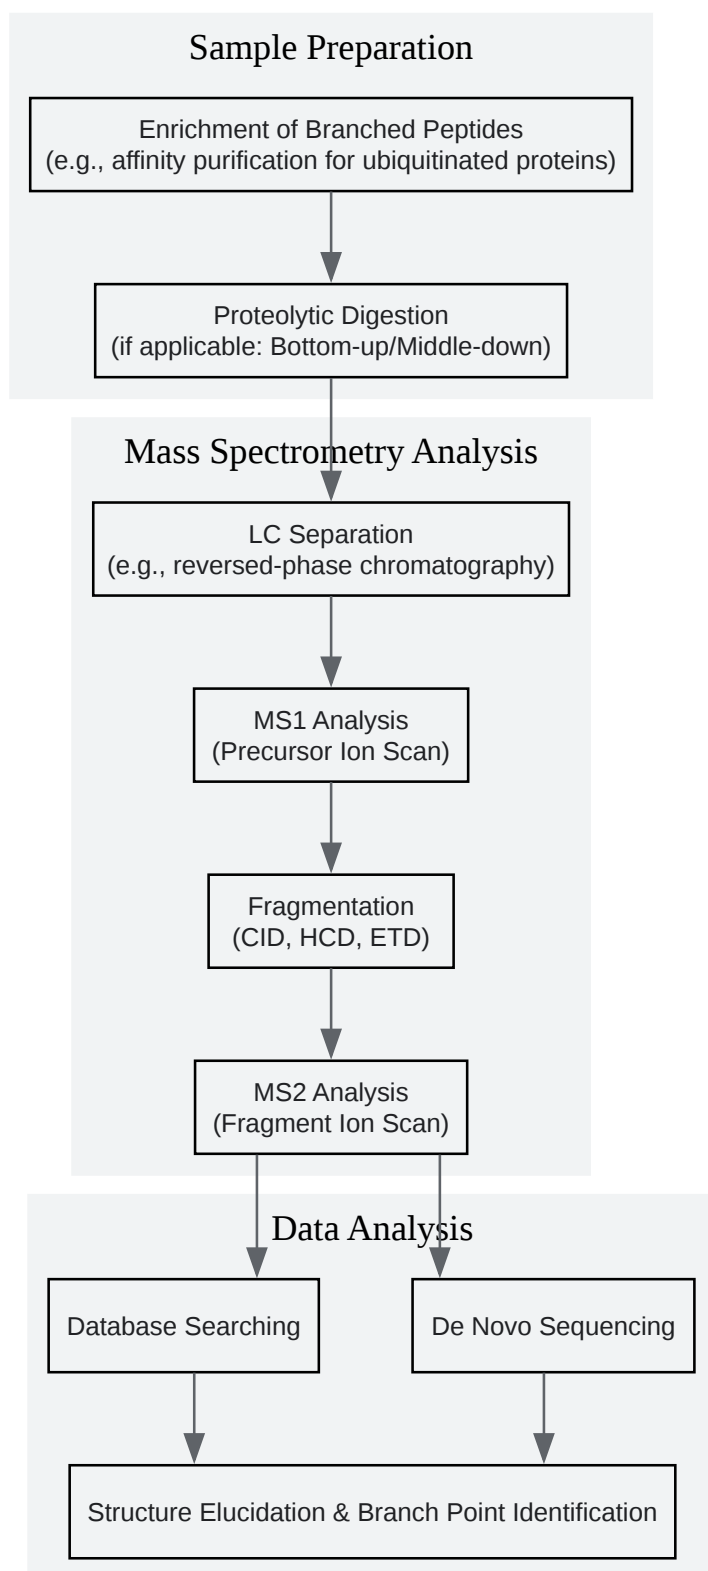 Sample Preparation
Enrichment of Branched Peptides
(e.g., affinity purification for ubiquitinated proteins)
Proteolytic Digestion
(if applicable: Bottom-up/Middle-down)
Mass Spectrometry Analysis
LC Separation
(e.g., reversed-phase chromatography)
MS1 Analysis
(Precursor Ion Scan)
Fragmentation
(CID, HCD, ETD)
MS2 Analysis
(Fragment Ion Scan)
Data Analysis
Database Searching
De Novo Sequencing
Structure Elucidation & Branch Point Identification